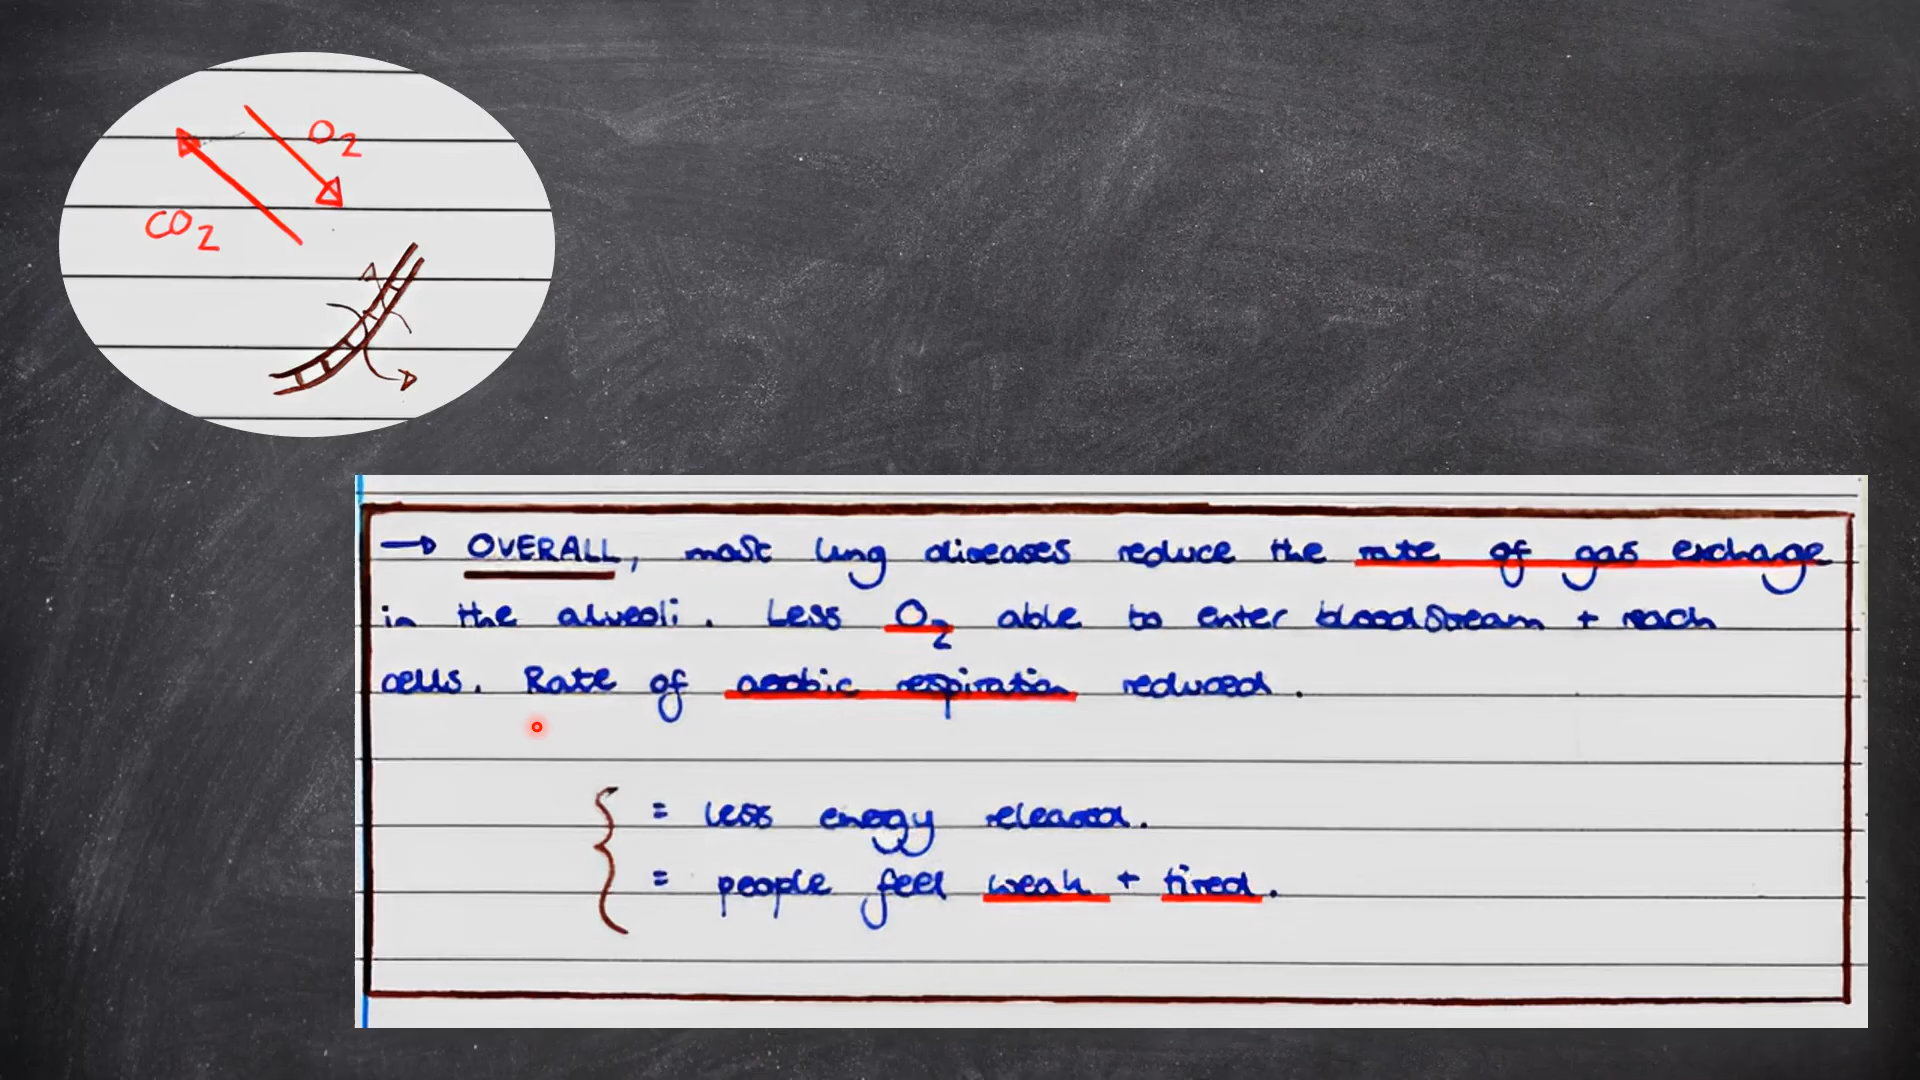 O2
CO2
→ OVERALL, most lung diseases reduce the rate of gas exchange
in the alveoli. Less O2 able to enter bloodstream + reach
cells. Rate of aerobic respiration reduced.
= less energy released.
= people feel weak + tired.